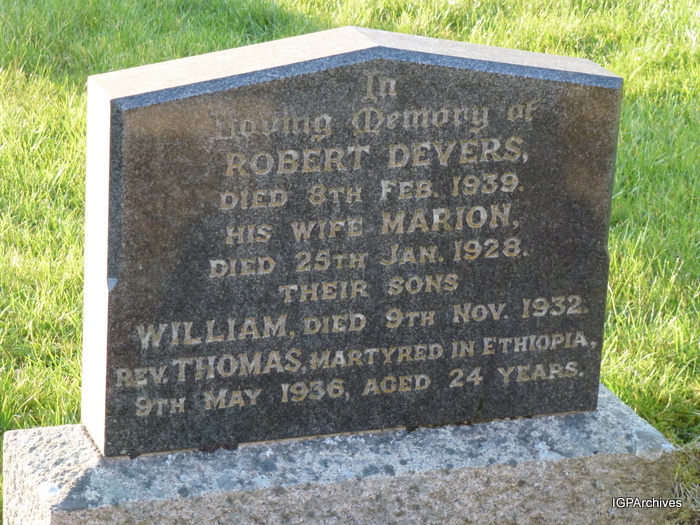 In
Loving Memory of
ROBERT DEVERS,
DIED 8TH FEB. 1939.
HIS WIFE MARION,
DIED 25TH JAN. 1928.
THEIR SONS
WILLIAM, DIED 9TH NOV. 1932.
REV. THOMAS, MARTYRED IN ETHIOPIA,
9TH MAY 1936, AGED 24 YEARS.
IGPArchives